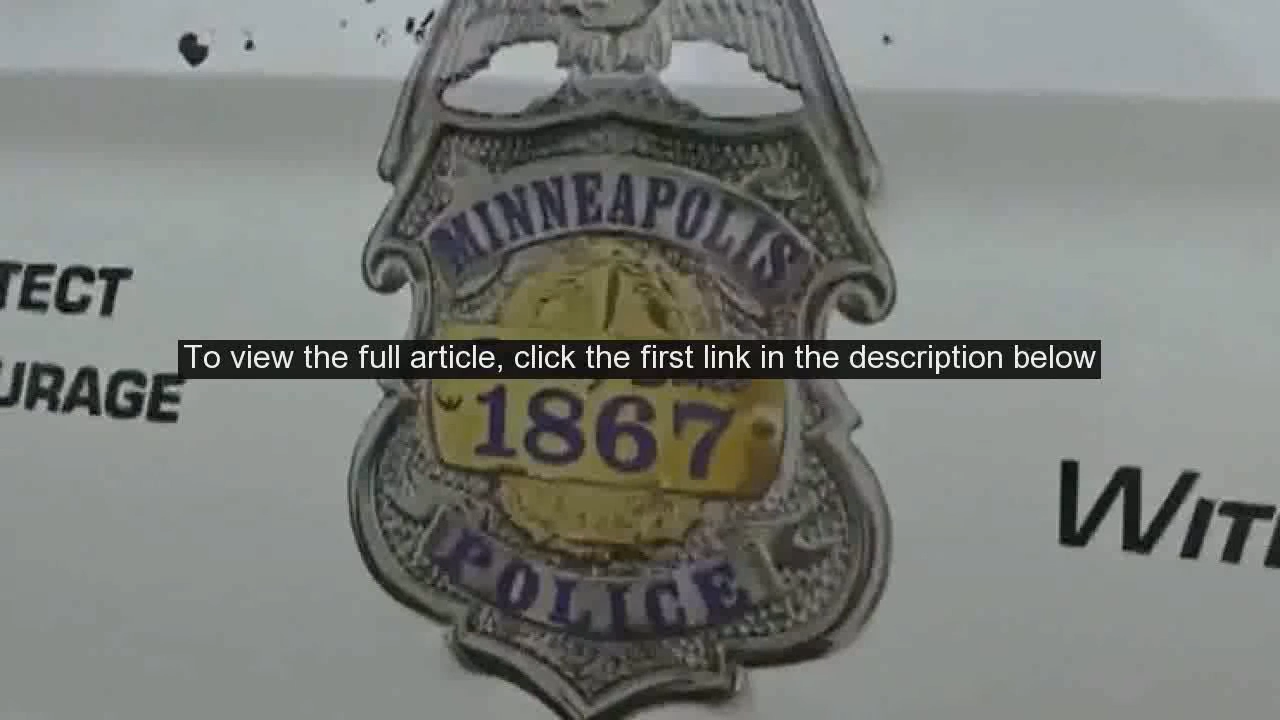 MINNEAPOLIS
TECT
To view the full article, click the first link in the description below
URAGE
1867
WIT
POLICE